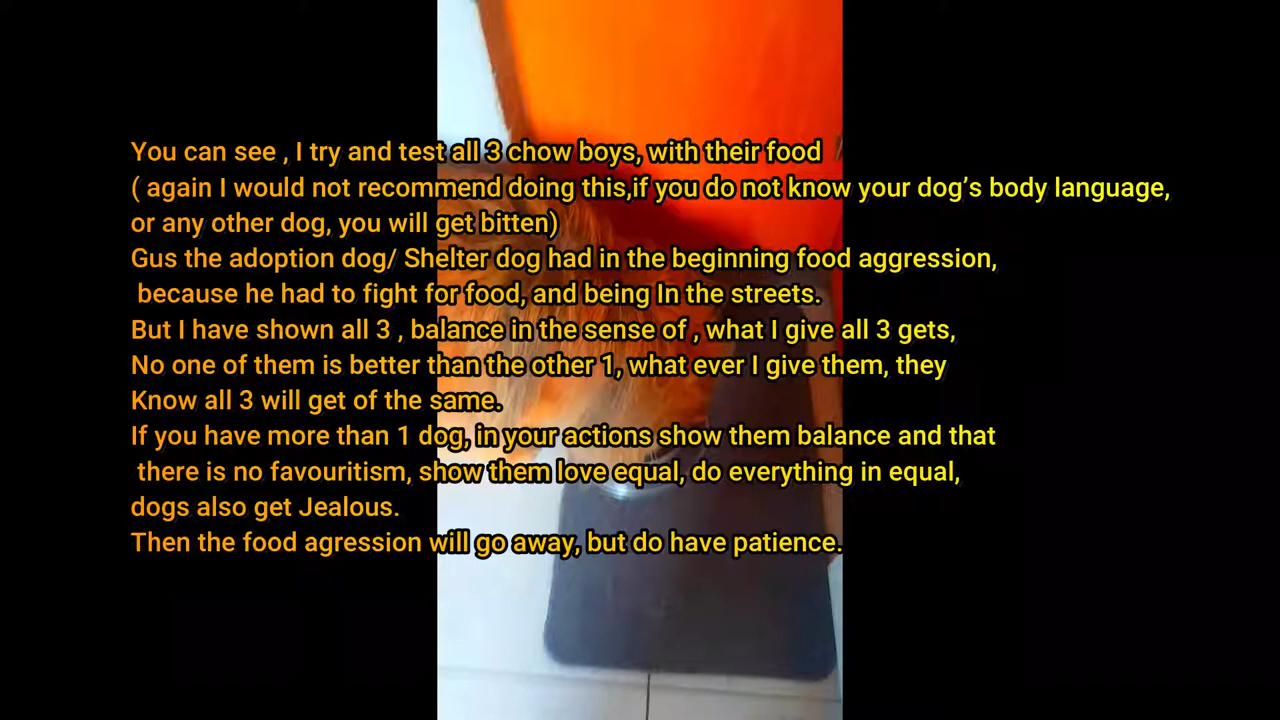 You can see , I try and test all 3 chow boys, with their food
( again I would not recommend doing this,if you do not know your dog’s body language,
or any other dog, you will get bitten)
Gus the adoption dog/ Shelter dog had in the beginning food aggression,
because he had to fight for food, and being In the streets.
But I have shown all 3 , balance in the sense of , what I give all 3 gets,
No one of them is better than the other 1, what ever I give them, they
Know all 3 will get of the same.
If you have more than 1 dog, in your actions show them balance and that
there is no favouritism, show them love equal, do everything in equal,
dogs also get Jealous.
Then the food agression will go away, but do have patience.